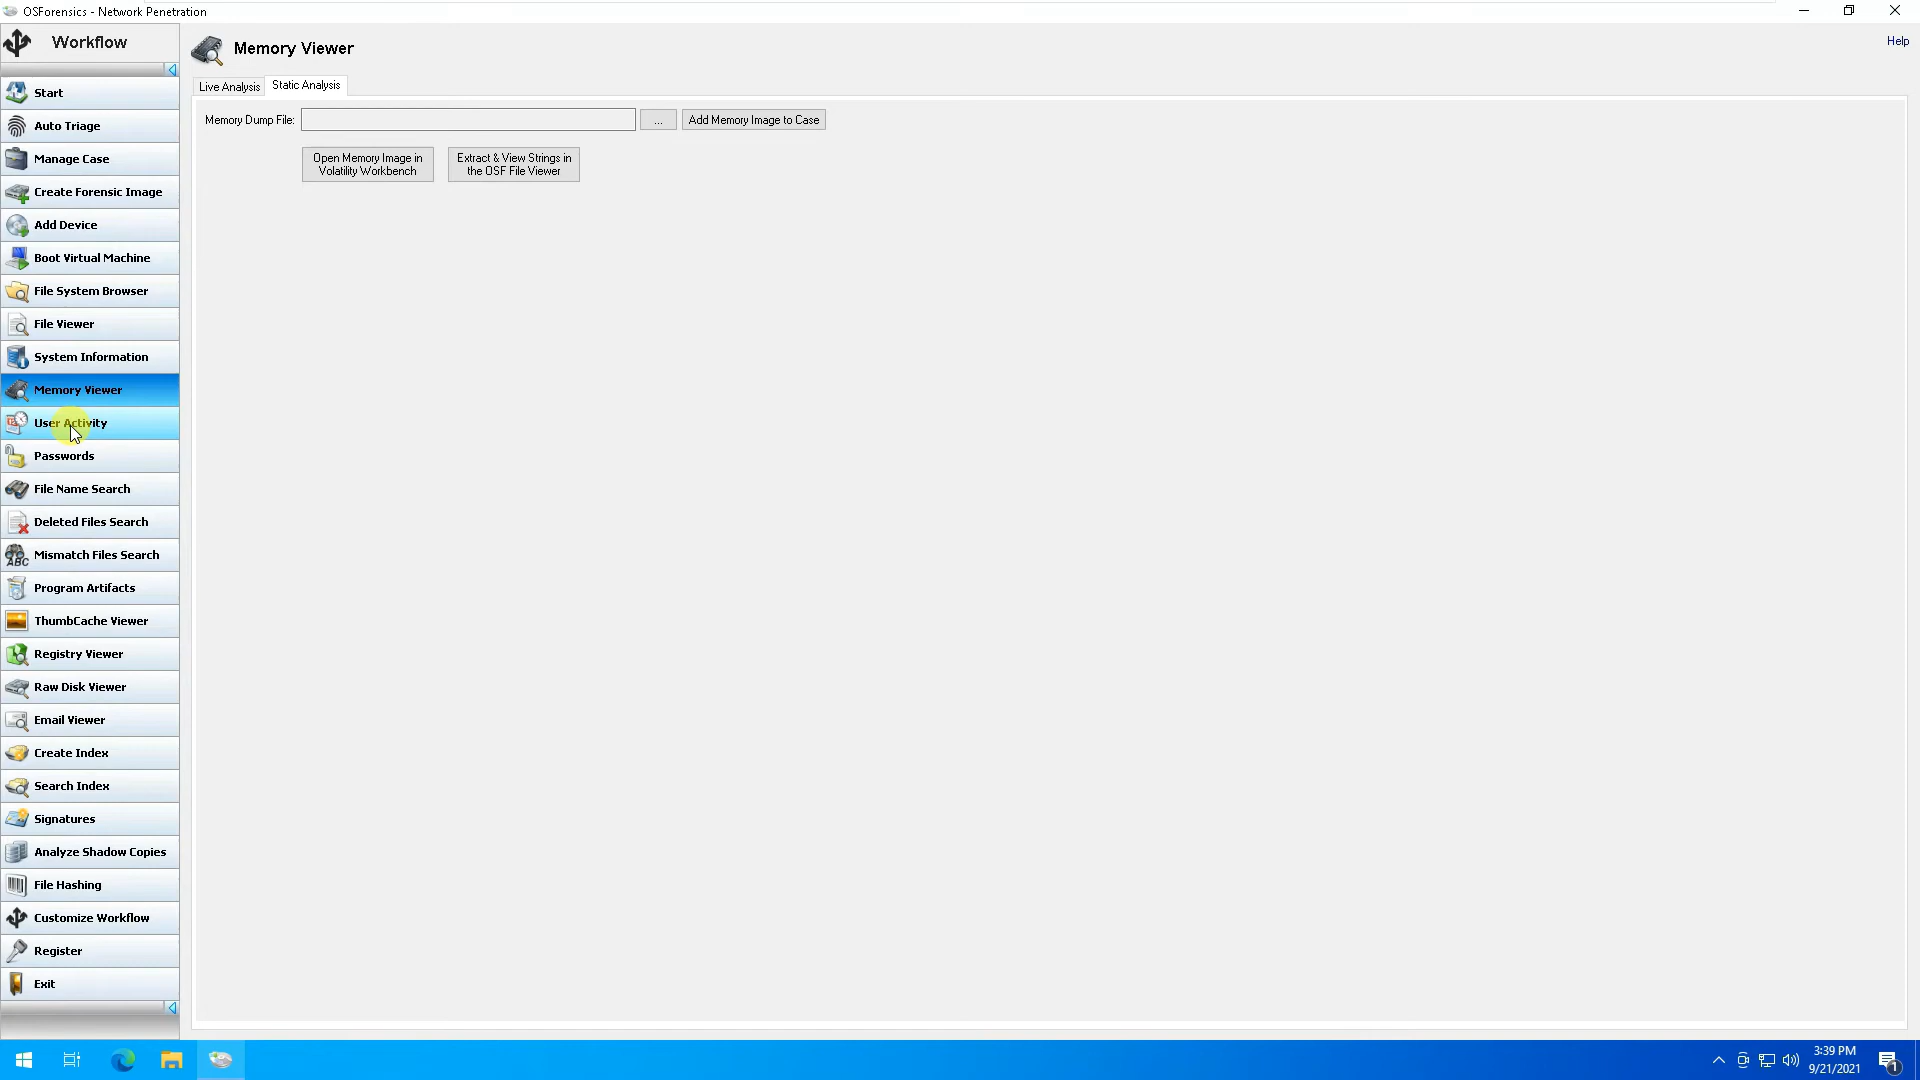 OSForensics - Network Penetration
Workflow
Memory Viewer
Help
Live Analysis
Static Analysis
Start
Auto Triage
Manage Case
Create Forensic Image
Add Device
Boot Virtual Machine
File System Browser
File Viewer
System Information
Memory Viewer
User Activity
Passwords
File Name Search
Deleted Files Search
Mismatch Files Search
Program Artifacts
ThumbCache Viewer
Registry Viewer
Raw Disk Viewer
Email Viewer
Create Index
Search Index
Signatures
Analyze Shadow Copies
File Hashing
Customize Workflow
Register
Exit
Memory Dump File:
...
Add Memory Image to Case
Open Memory Image in
Volatility Workbench
Extract & View Strings in
the OSF File Viewer
ABC
3:39 PM
9/21/2021
1